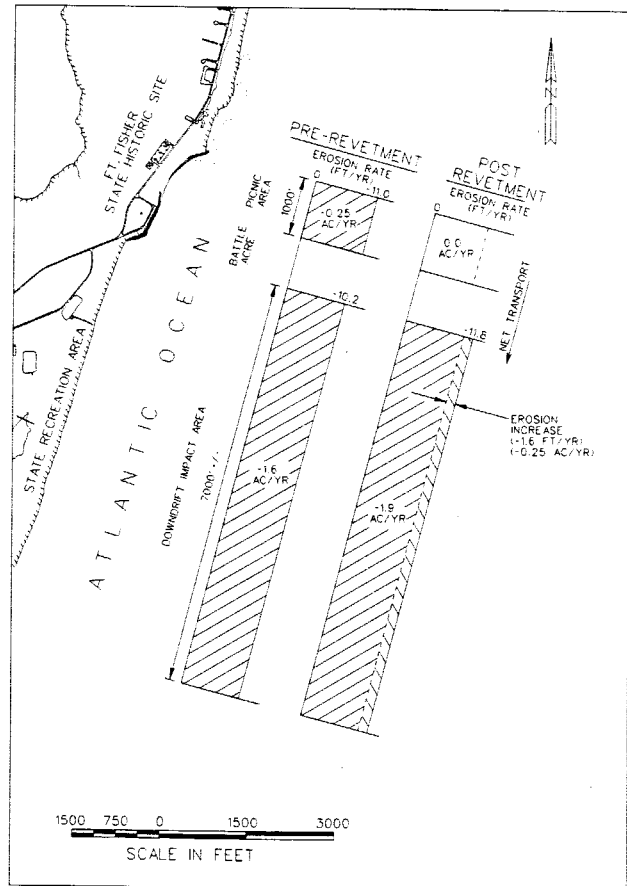 FT. FISHER
STATE HISTORIC SITE
PRE-REVETMENT
EROSION RATE
(FT/YR)
0
-11.0
1000'
PICNIC
AREA
-0.25
AC/YR
BATTLE
ACRE
POST
REVETMENT
EROSION RATE
(FT/YR)
0
0.0
AC/YR
NET TRANSPORT
-10.2
-11.8
ATLANTIC OCEAN
STATE RECREATION AREA
DOWNDRIFT IMPACT AREA
7000' +/-
-1.6
AC/YR
-1.9
AC/YR
EROSION
INCREASE
(-1.6 FT/YR)
(-0.25 AC/YR)
1500 750 0 1500 3000
SCALE IN FEET